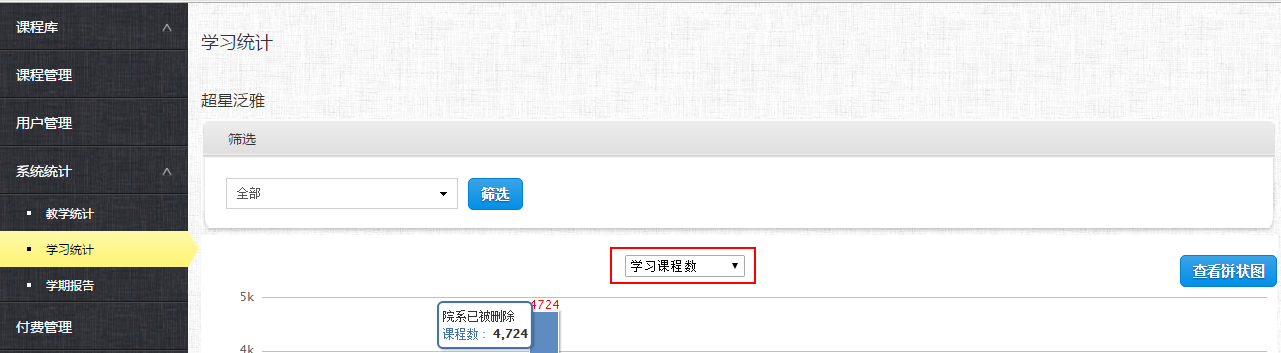 课程库
课程管理
用户管理
系统统计
教学统计
学习统计
学期报告
付费管理
学习统计
超星泛雅
筛选
全部
筛选
学习课程数
查看饼状图
5k
4724
院系已被删除
课程数： 4,724
4k